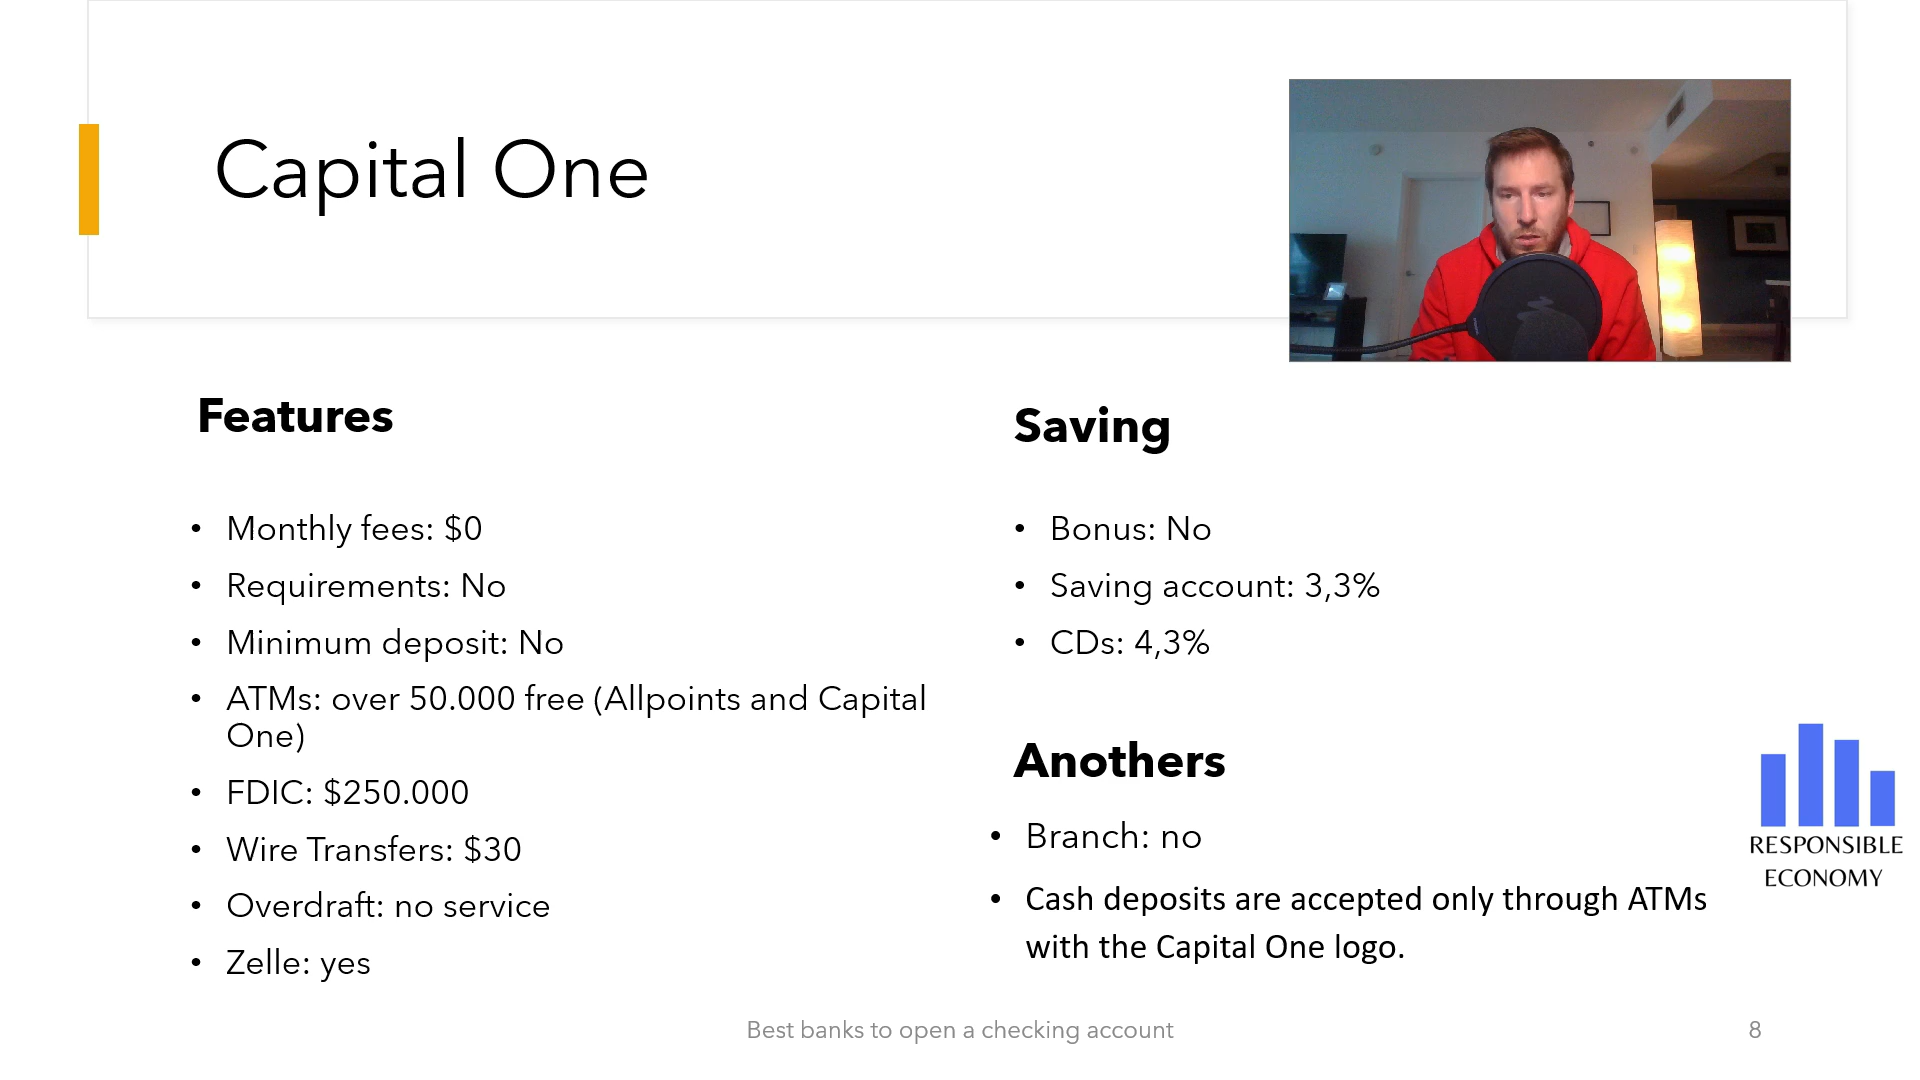 Capital One
Features
• Monthly fees: $0
• Requirements: No
• Minimum deposit: No
• ATMs: over 50.000 free (Allpoints and Capital
One)
• FDIC: $250.000
• Wire Transfers: $30
• Overdraft: no service
• Zelle: yes
Saving
• Bonus: No
• Saving account: 3,3%
• CDs: 4,3%
Anothers
• Branch: no
• Cash deposits are accepted only through ATMs
with the Capital One logo.
RESPONSIBLE
ECONOMY
Best banks to open a checking account
8